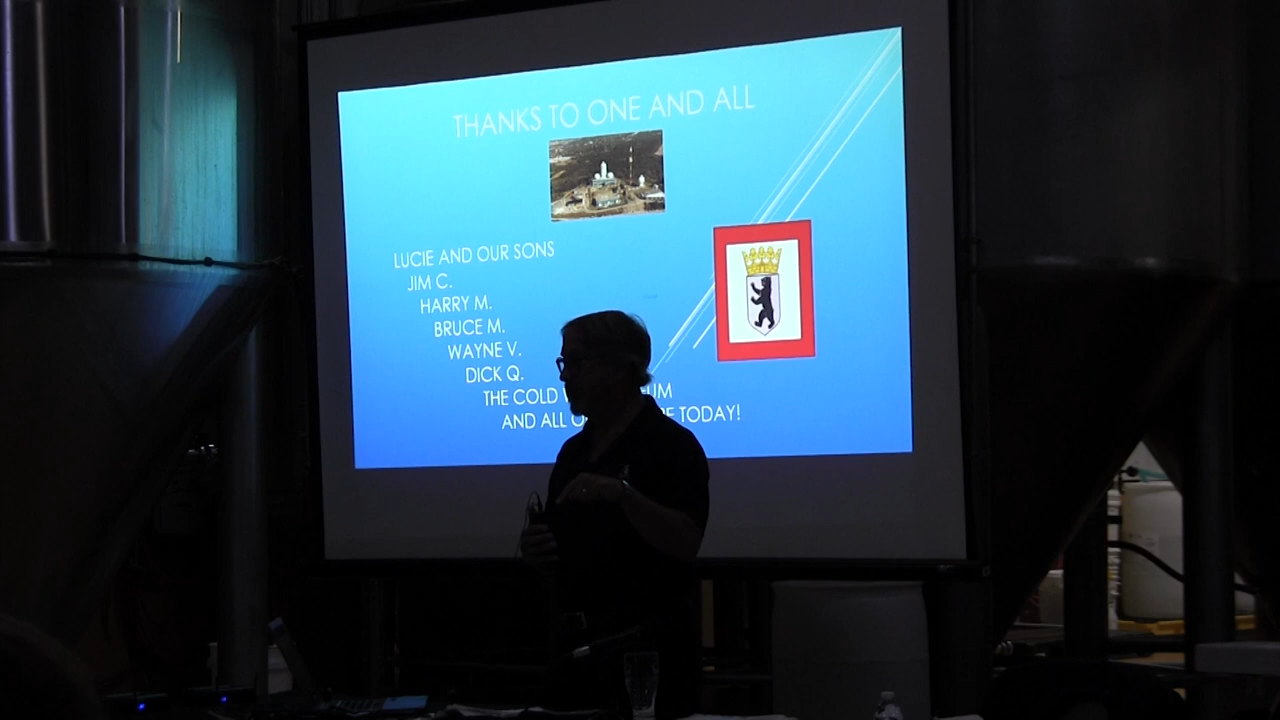 THANKS TO ONE AND ALL
LUCIE AND OUR SONS
JIM C.
HARRY M.
BRUCE M.
WAYNE V.
DICK Q.
THE COLD
AND ALL TODAY!